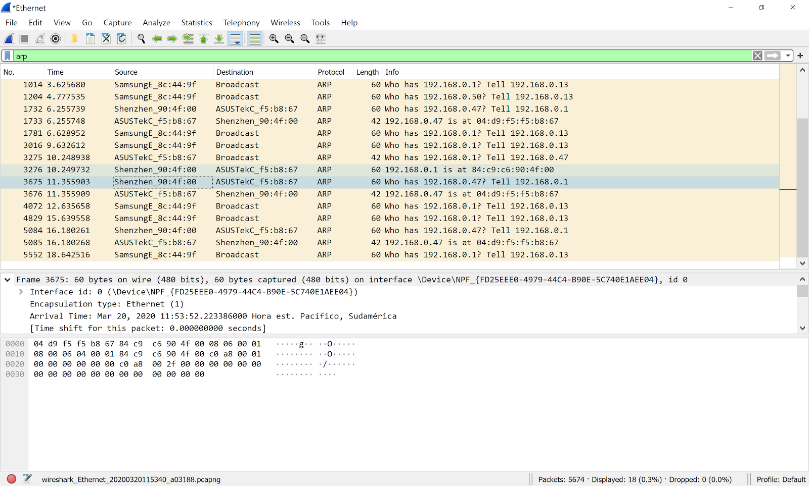 *Ethernet
File Edit View Go Capture Analyze Statistics Telephony Wireless Tools Help
arp
No. Time Source Destination Protocol Length Info
1014 3.625680 SamsungE_8c:44:9f Broadcast ARP 60 Who has 192.168.0.1? Tell 192.168.0.13
1204 4.777535 SamsungE_8c:44:9f Broadcast ARP 60 Who has 192.168.0.50? Tell 192.168.0.13
1732 6.255739 Shenzhen_90:4f:00 ASUSTekC_f5:b8:67 ARP 60 Who has 192.168.0.47? Tell 192.168.0.1
1733 6.255748 ASUSTekC_f5:b8:67 Shenzhen_90:4f:00 ARP 42 192.168.0.47 is at 04:d9:f5:f5:b8:67
1781 6.628952 SamsungE_8c:44:9f Broadcast ARP 60 Who has 192.168.0.1? Tell 192.168.0.13
3016 9.632612 SamsungE_8c:44:9f Broadcast ARP 60 Who has 192.168.0.1? Tell 192.168.0.13
3275 10.248938 ASUSTekC_f5:b8:67 Broadcast ARP 42 Who has 192.168.0.1? Tell 192.168.0.47
3276 10.249732 Shenzhen_90:4f:00 ASUSTekC_f5:b8:67 ARP 60 192.168.0.1 is at 84:c9:c6:90:4f:00
3675 11.355903 Shenzhen_90:4f:00 ASUSTekC_f5:b8:67 ARP 60 Who has 192.168.0.47? Tell 192.168.0.1
3676 11.355909 ASUSTekC_f5:b8:67 Shenzhen_90:4f:00 ARP 42 192.168.0.47 is at 04:d9:f5:f5:b8:67
4072 12.635658 SamsungE_8c:44:9f Broadcast ARP 60 Who has 192.168.0.1? Tell 192.168.0.13
4829 15.639558 SamsungE_8c:44:9f Broadcast ARP 60 Who has 192.168.0.1? Tell 192.168.0.13
5084 16.180261 Shenzhen_90:4f:00 ASUSTekC_f5:b8:67 ARP 60 Who has 192.168.0.47? Tell 192.168.0.1
5085 16.180268 ASUSTekC_f5:b8:67 Shenzhen_90:4f:00 ARP 42 192.168.0.47 is at 04:d9:f5:f5:b8:67
5552 18.642516 SamsungE_8c:44:9f Broadcast ARP 60 Who has 192.168.0.1? Tell 192.168.0.13
Frame 3675: 60 bytes on wire (480 bits), 60 bytes captured (480 bits) on interface \Device\NPF_{FD25EEE0-4979-44C4-B90E-5C740E1AEE04}, id 0
Interface id: 0 (\Device\NPF_{FD25EEE0-4979-44C4-B90E-5C740E1AEE04})
Encapsulation type: Ethernet (1)
Arrival Time: Mar 20, 2020 11:53:52.223386000 Hora est. Pacífico, Sudamérica
[Time shift for this packet: 0.000000000 seconds]
0000 04 d9 f5 f5 b8 67 84 c9 c6 90 4f 00 08 06 00 01 ·····g·· ··O·····
0010 08 00 06 04 00 01 84 c9 c6 90 4f 00 c0 a8 00 01 ········ ··O·····
0020 00 00 00 00 00 00 c0 a8 00 2f 00 00 00 00 00 00 ········ ·/······
0030 00 00 00 00 00 00 00 00 00 00 00 00 ········ ····
wireshark_Ethernet_20200320115340_a03188.pcapng
Packets: 5674 · Displayed: 18 (0.3%) · Dropped: 0 (0.0%)
Profile: Default